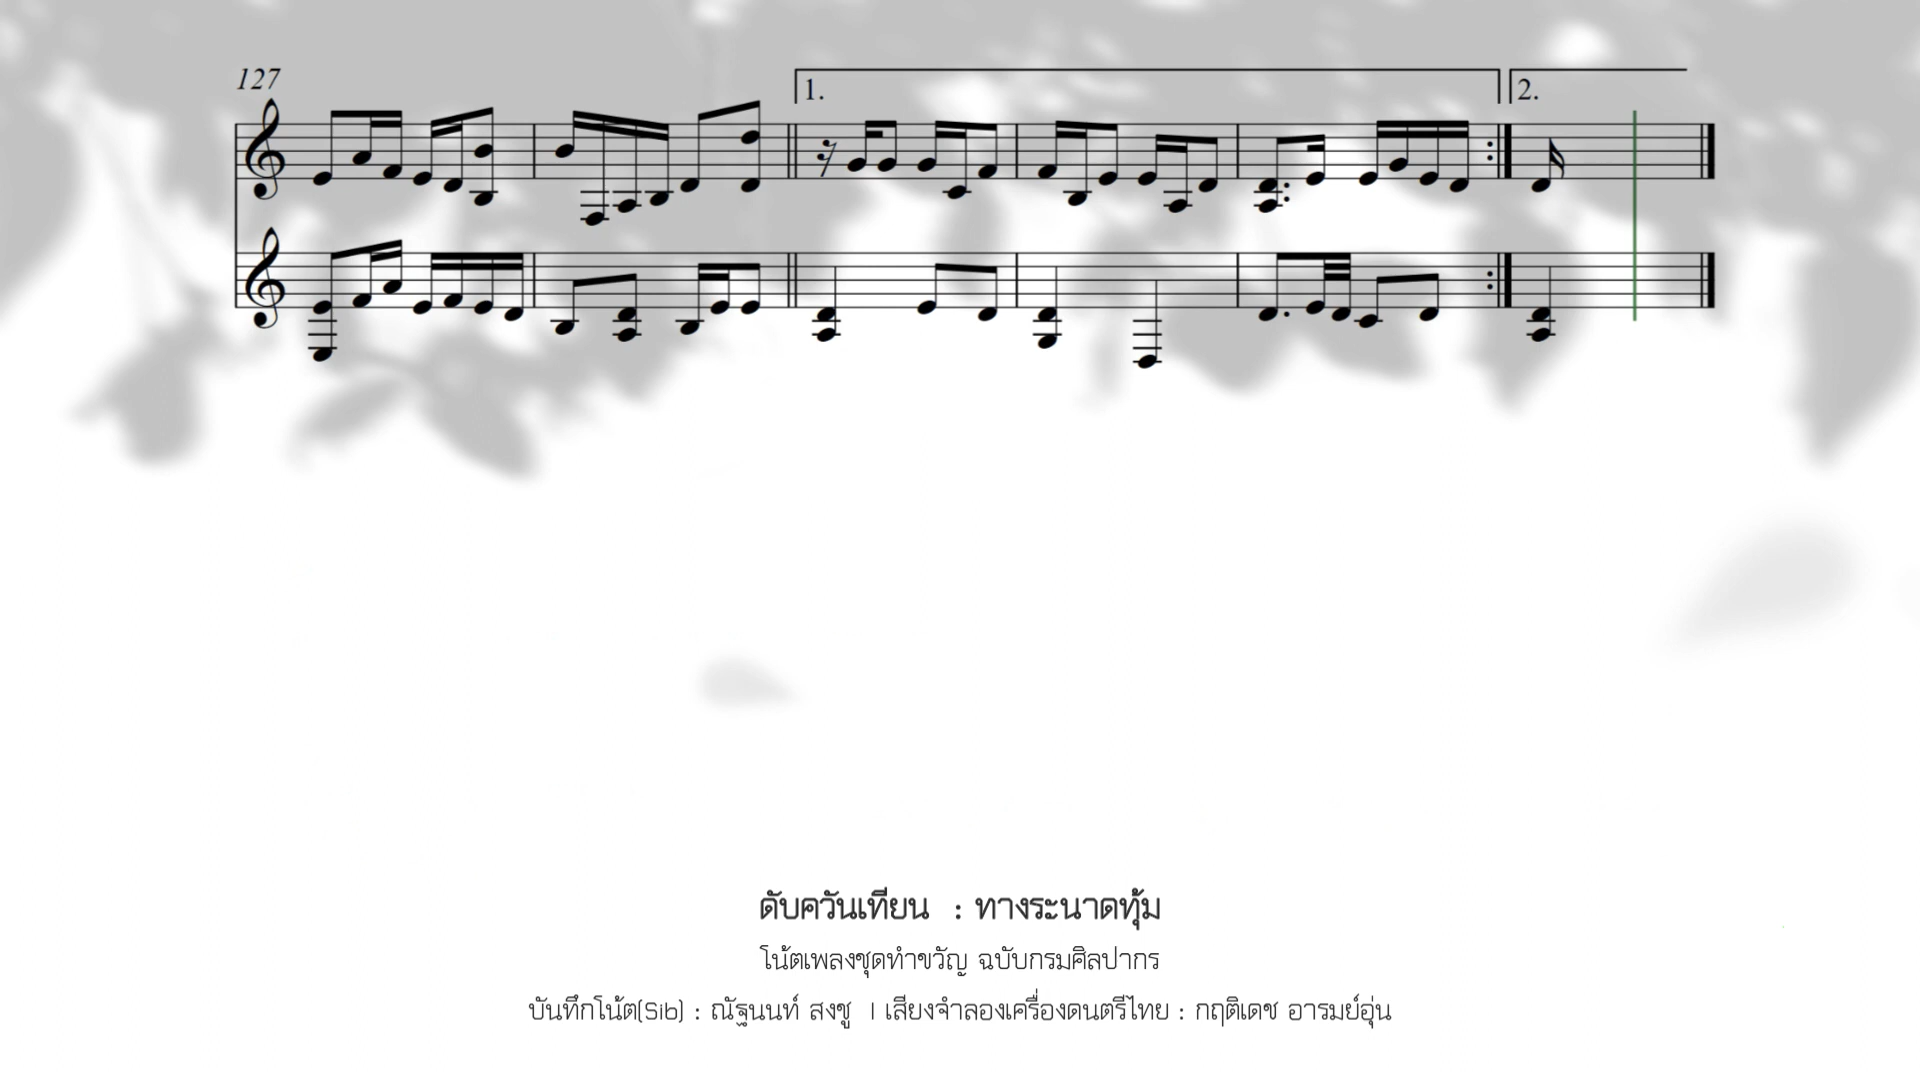 127
1. 2.
ดับควันเทียน : ทางระนาดทุ้ม
โน้ตเพลงชุดทำขวัญ ฉบับกรมศิลปากร
บันทึกโน้ต(Sib) : ณัฐนนท์ สงชู | เสียงจำลองเครื่องดนตรีไทย : กฤติเดช อารมย์อุ่น